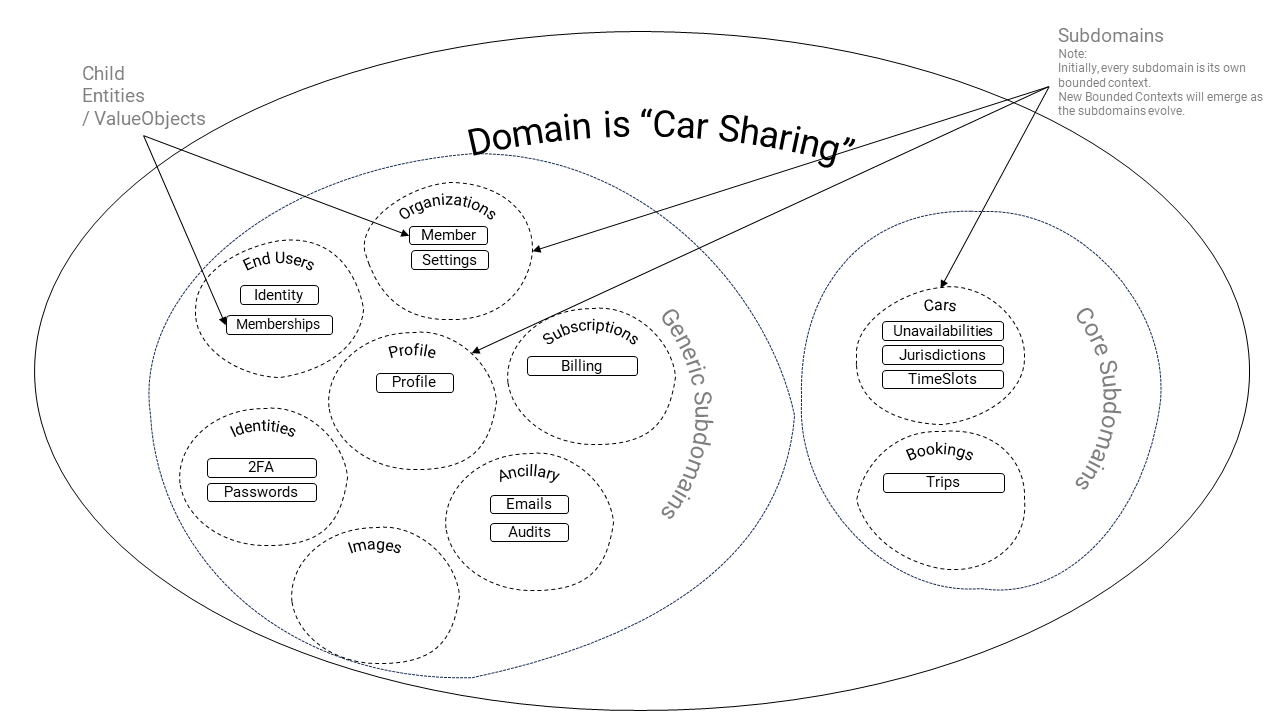 Child
Entities
/ ValueObjects
Subdomains
Note:
Initially, every subdomain is its own
bounded context.
New Bounded Contexts will emerge as
the subdomains evolve.
Domain is “Car Sharing”
Organizations
Member
Settings
End Users
Identity
Memberships
Profile
Profile
Subscriptions
Billing
Generic Subdomains
Identities
2FA
Passwords
Ancillary
Emails
Audits
Images
Cars
Unavailabilities
Jurisdictions
TimeSlots
Bookings
Trips
Core Subdomains